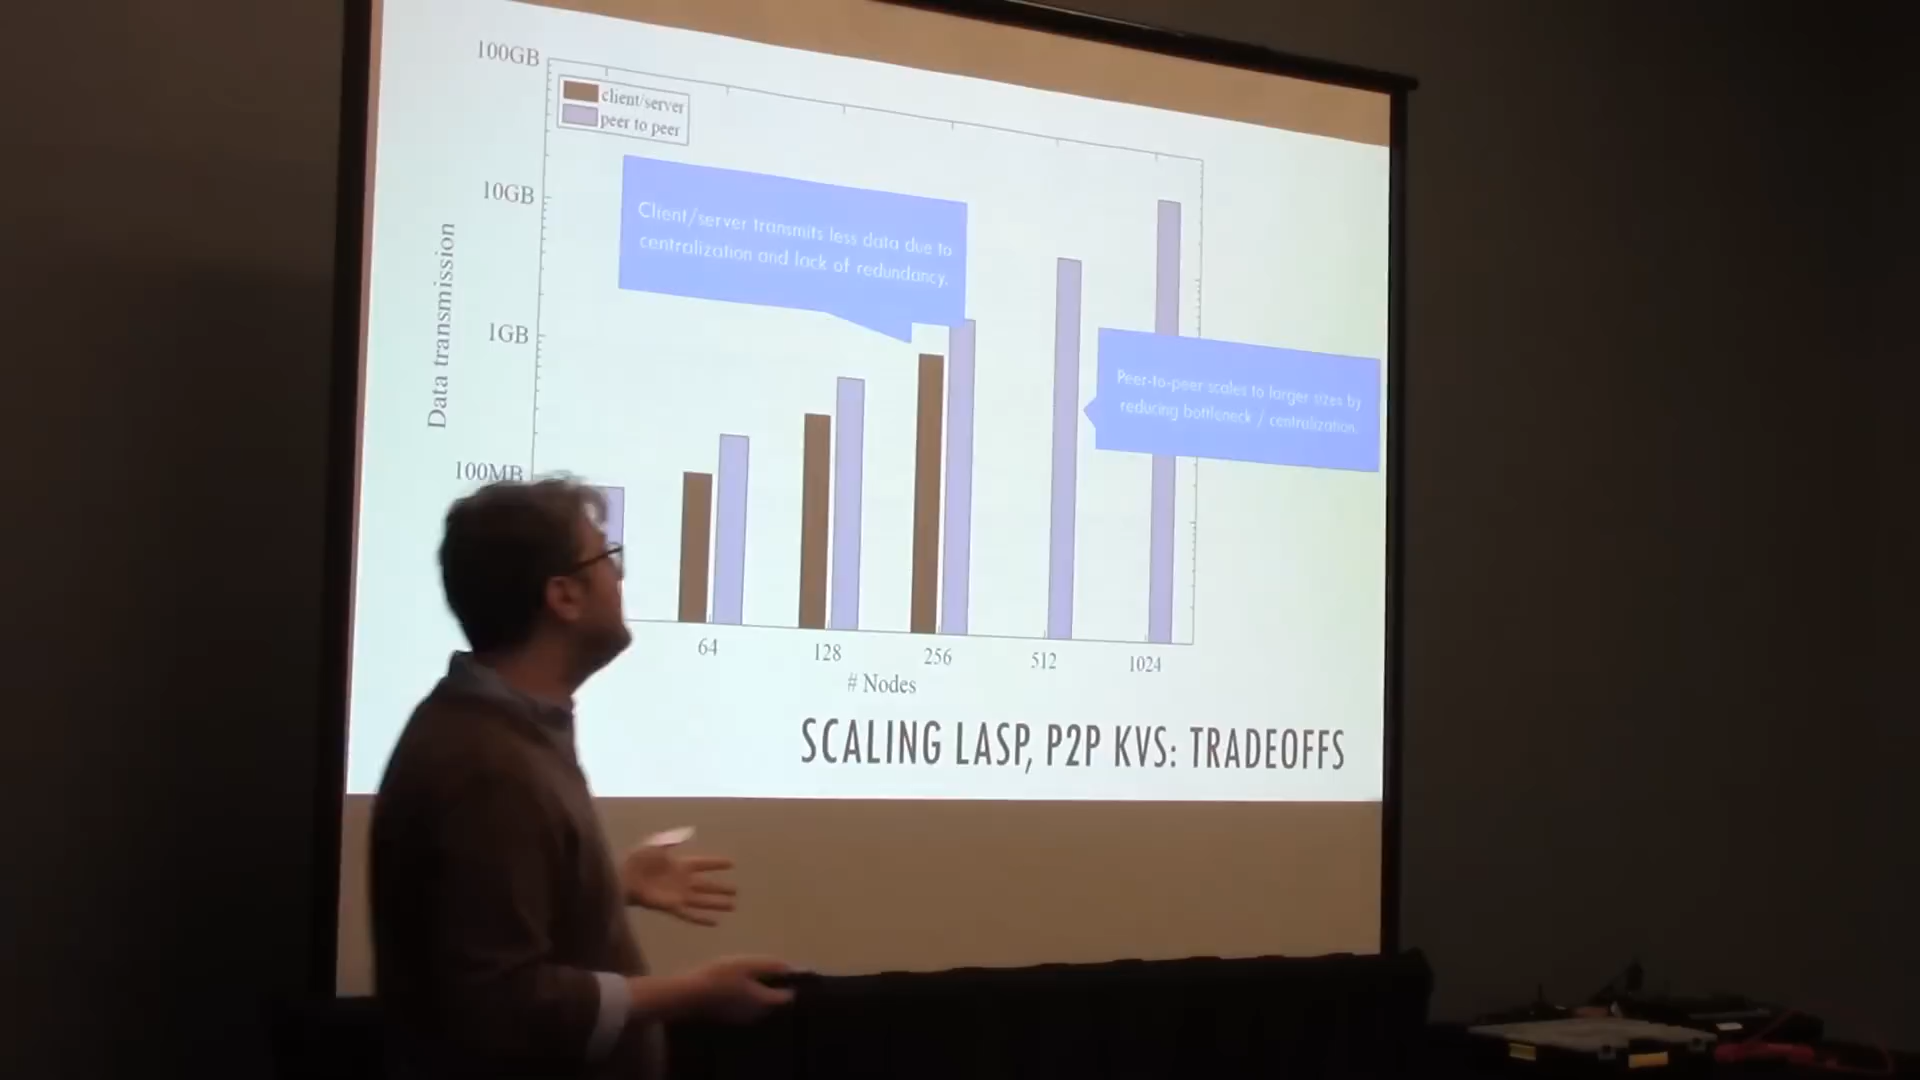 100GB
client/server
peer to peer
10GB
Client/server transmits less data due to
centralization and lack of redundancy.
Data transmission
1GB
Peer-to-peer scales to larger sizes by
reducing bottleneck / centralization.
100MB
64
128
256
512
1024
# Nodes
SCALING LASP, P2P KVS: TRADEOFFS